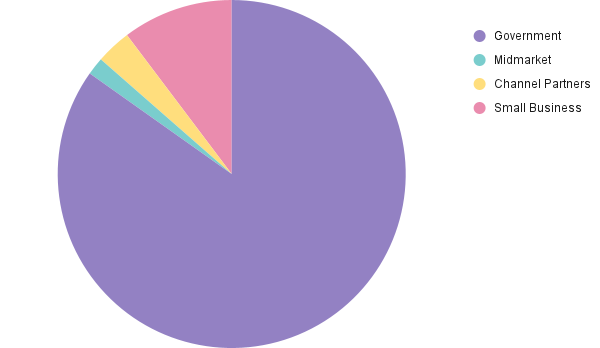 Government
Midmarket
Channel Partners
Small Business